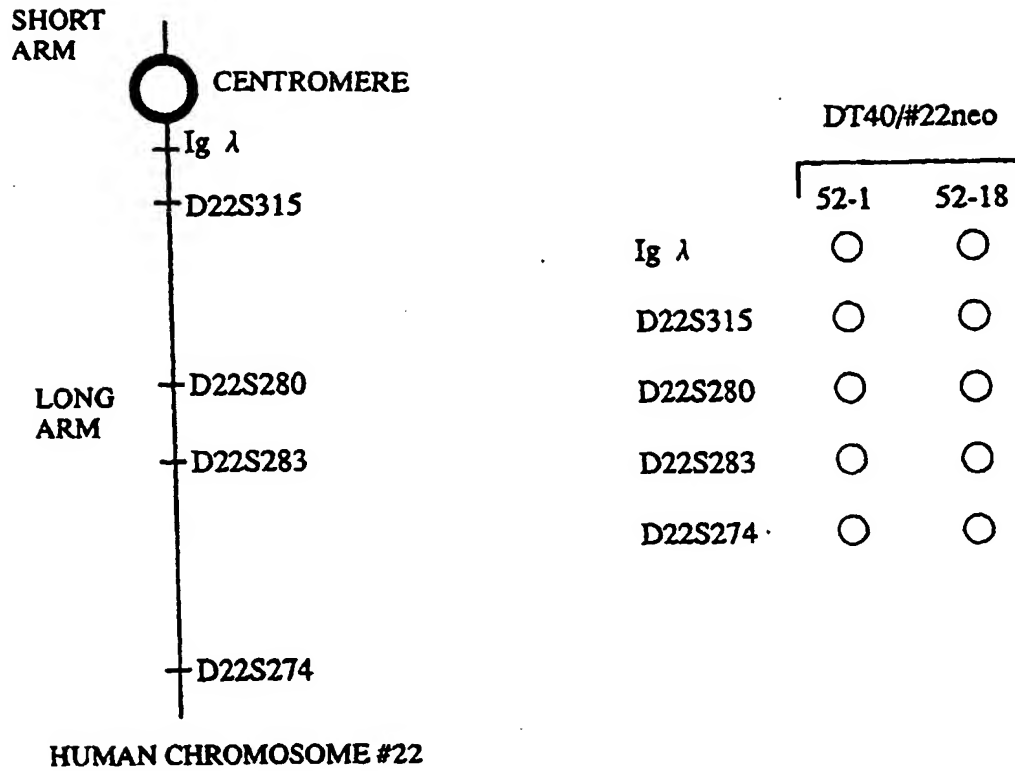 SHORT
ARM
CENTROMERE
Ig λ
D22S315
D22S280
LONG
ARM
D22S283
D22S274
HUMAN CHROMOSOME #22
DT40/#22neo
52-1 52-18
Ig λ
D22S315
D22S280
D22S283
D22S274